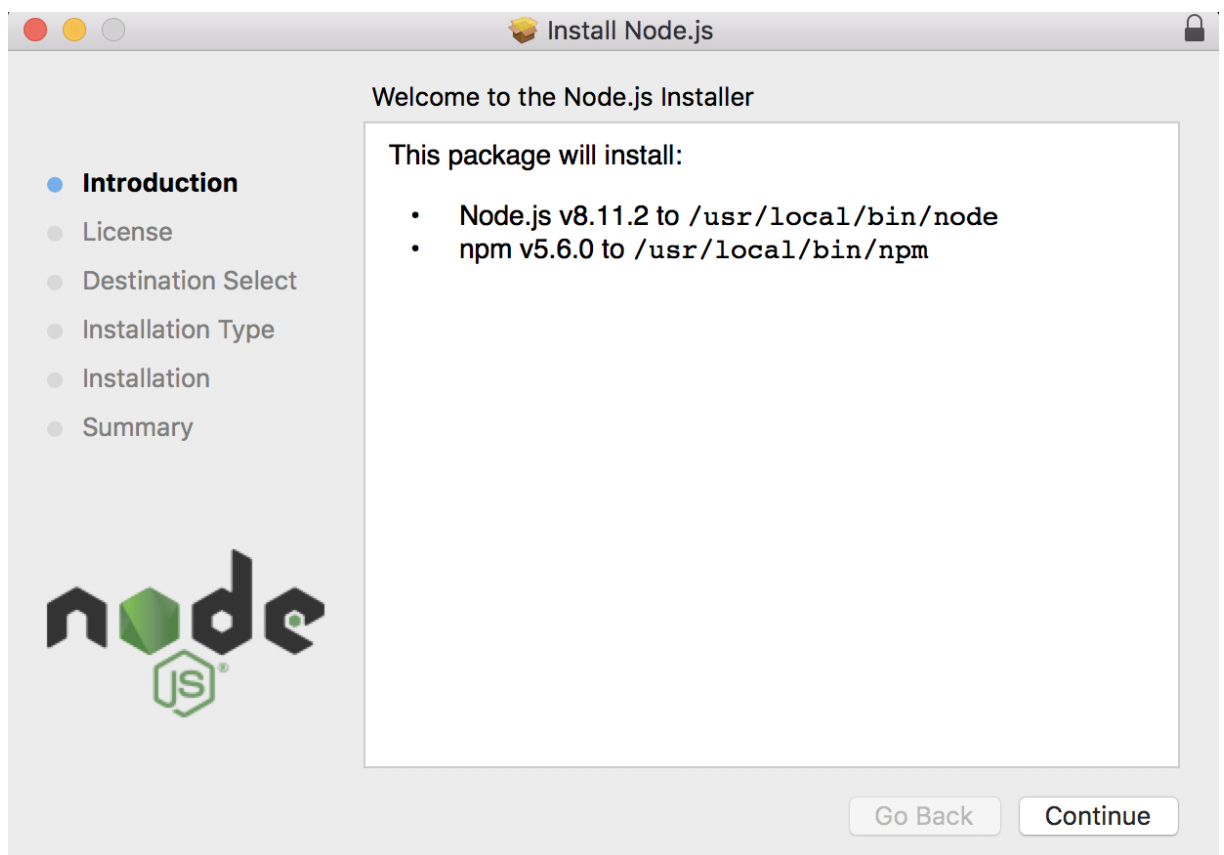 Install Node.js
Welcome to the Node.js Installer
Introduction
License
Destination Select
Installation Type
Installation
Summary
This package will install:
• Node.js v8.11.2 to /usr/local/bin/node
• npm v5.6.0 to /usr/local/bin/npm
node
JS®
Go Back
Continue